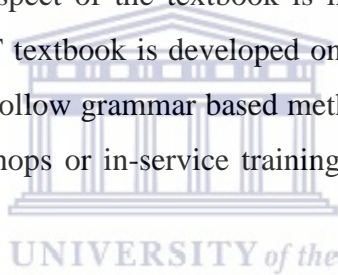 spect of the textbook is
textbook is developed on
ollow grammar based meth
hops or in-service training
UNIVERSITY of the